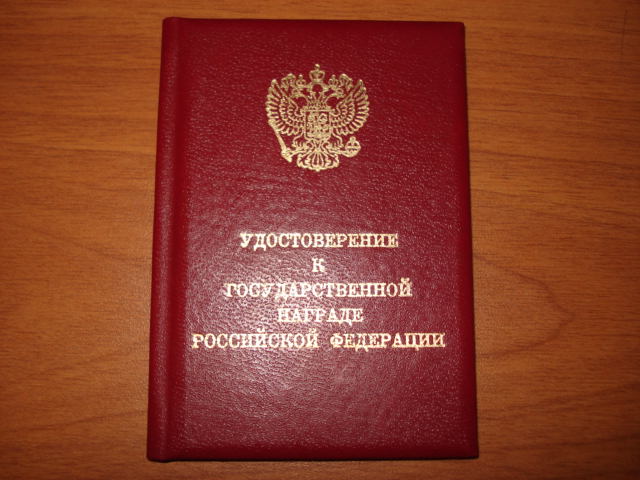 УДОСТОВЕРЕНИЕ
К
ГОСУДАРСТВЕННОЙ
НАГРАДЕ
РОССИЙСКОЙ ФЕДЕРАЦИИ